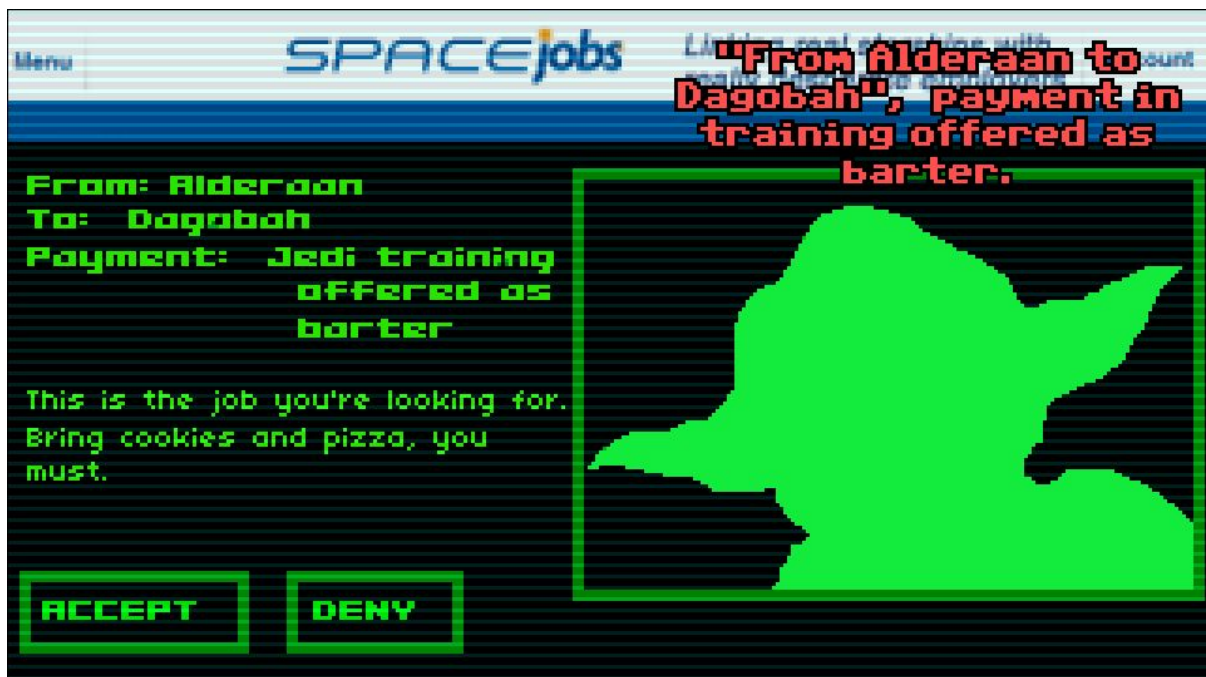 Menu
SPACEjobs
"From Alderaan to
Dagobah", payment in
training offered as
barter.
ount
From: Alderaan
To: Dagobah
Payment: Jedi training
offered as
barter
This is the job you're looking for.
Bring cookies and pizza, you
must.
ACCEPT
DENY